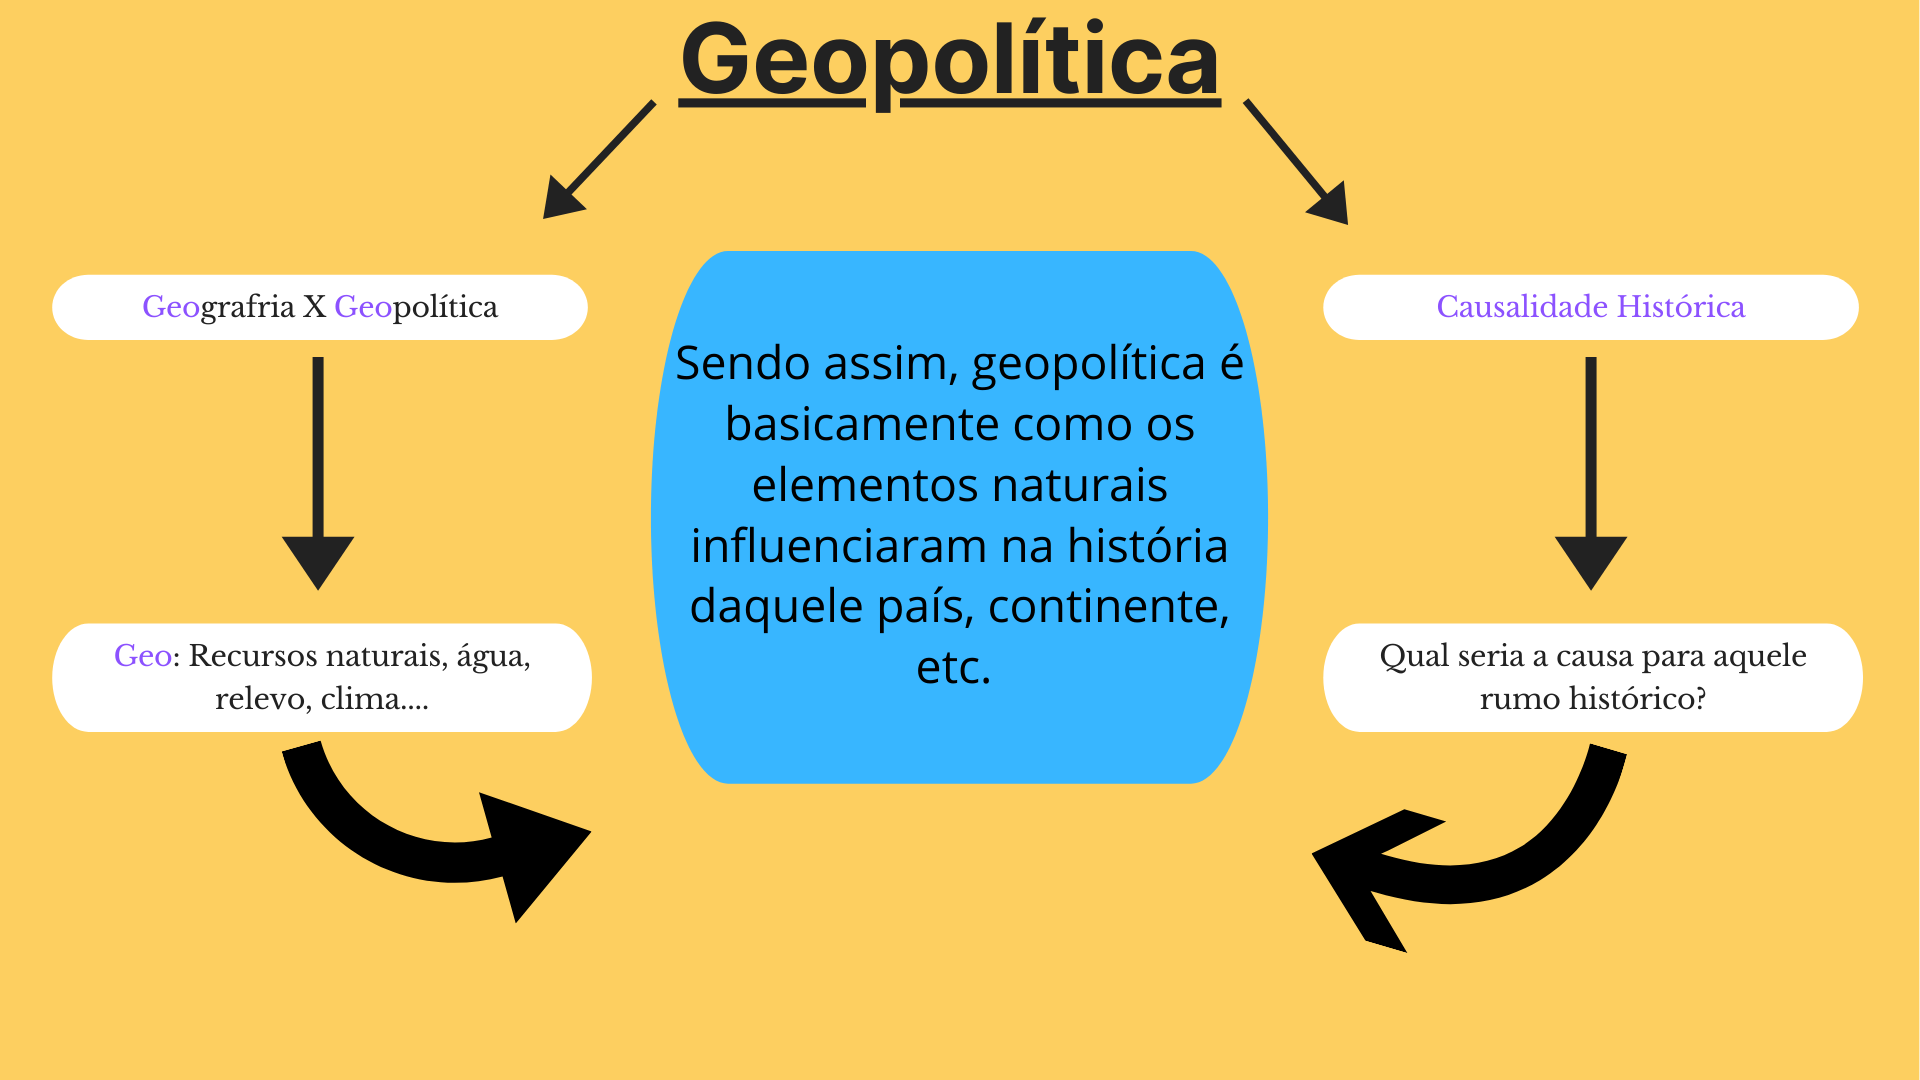 Geopolítica
Geografria X Geopolítica
Causalidade Histórica
Sendo assim, geopolítica é
basicamente como os
elementos naturais
influenciaram na história
daquele país, continente,
etc.
Geo: Recursos naturais, água,
relevo, clima....
Qual seria a causa para aquele
rumo histórico?